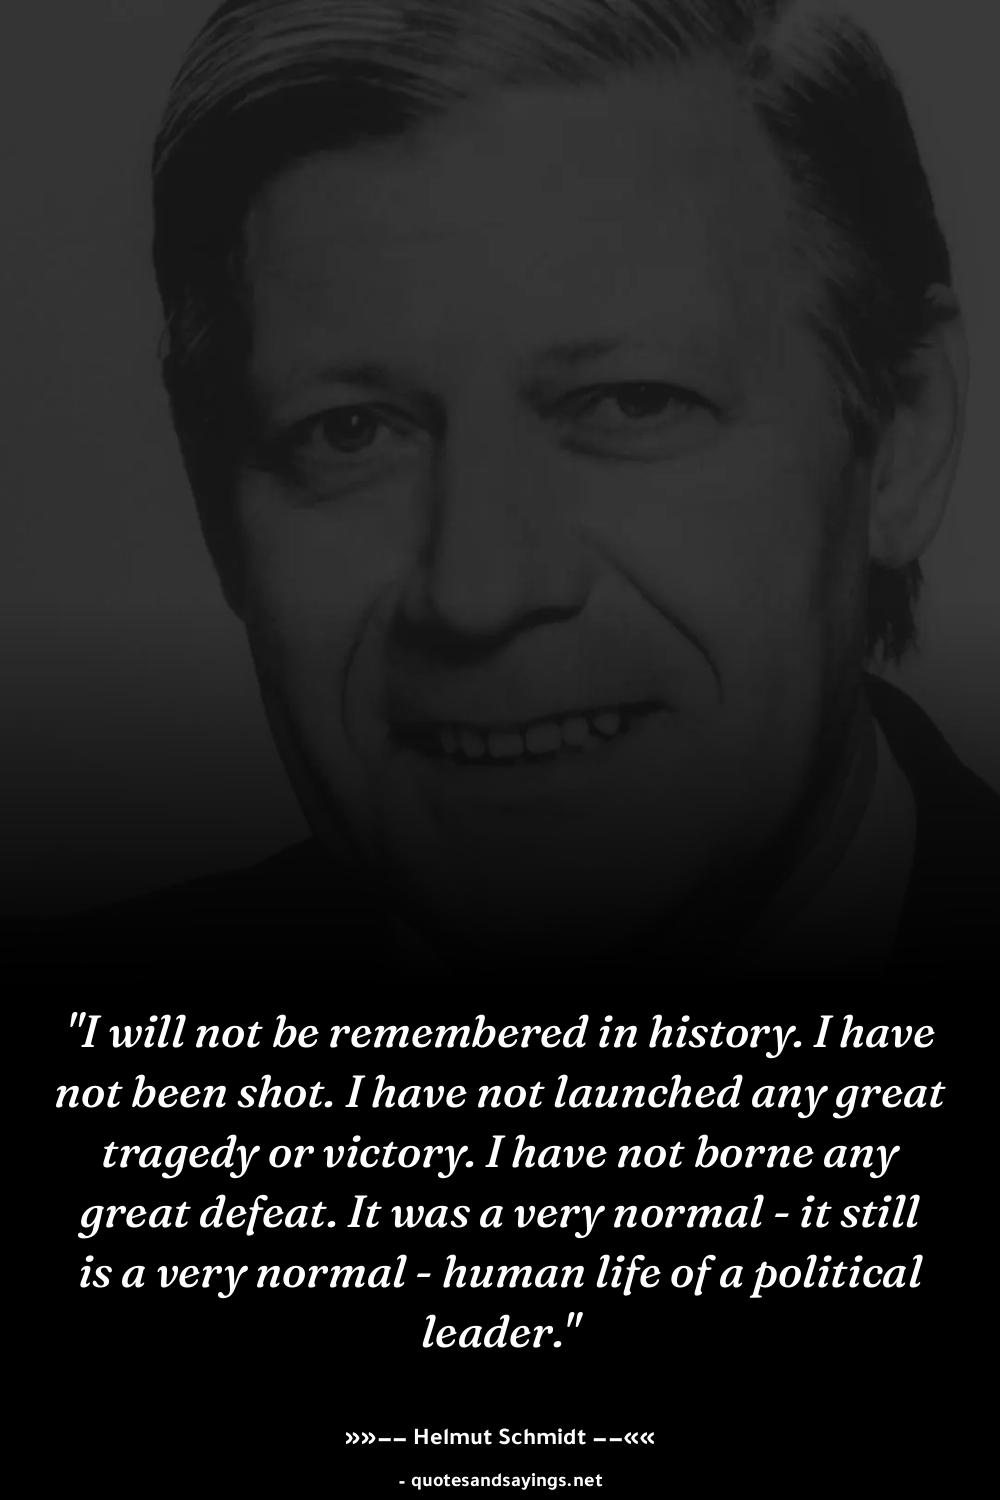 "I will not be remembered in history. I have
not been shot. I have not launched any great
tragedy or victory. I have not borne any
great defeat. It was a very normal - it still
is a very normal - human life of a political
leader."
»»-- Helmut Schmidt --««
- quotesandsayings.net